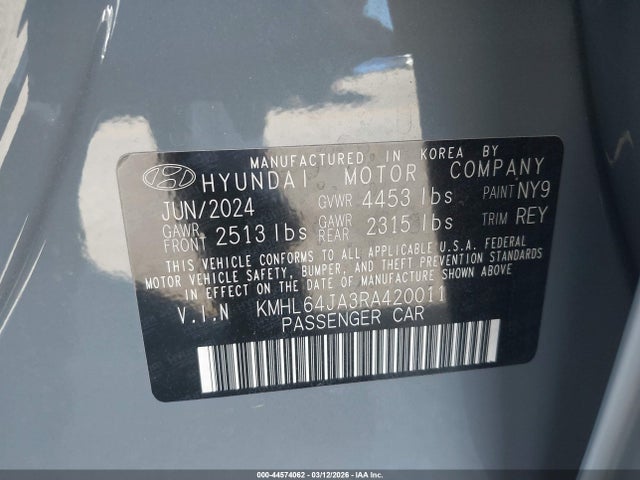 MANUFACTURED IN KOREA BY
HYUNDAI MOTOR COMPANY
JUN/2024 GVWR 4453 lbs PAINT NY9
GAWR FRONT 2513 lbs GAWR REAR 2315 lbs TRIM REY
THIS VEHICLE CONFORMS TO ALL APPLICABLE U.S.A. FEDERAL
MOTOR VEHICLE SAFETY, BUMPER, AND THEFT PREVENTION STANDARDS
IN EFFECT ON THE DATE OF MANUFACTURE SHOWN ABOVE.
V.I.N KMHL64JA3RA420011
PASSENGER CAR
000-44574062 - 03/12/2026 - IAA Inc.